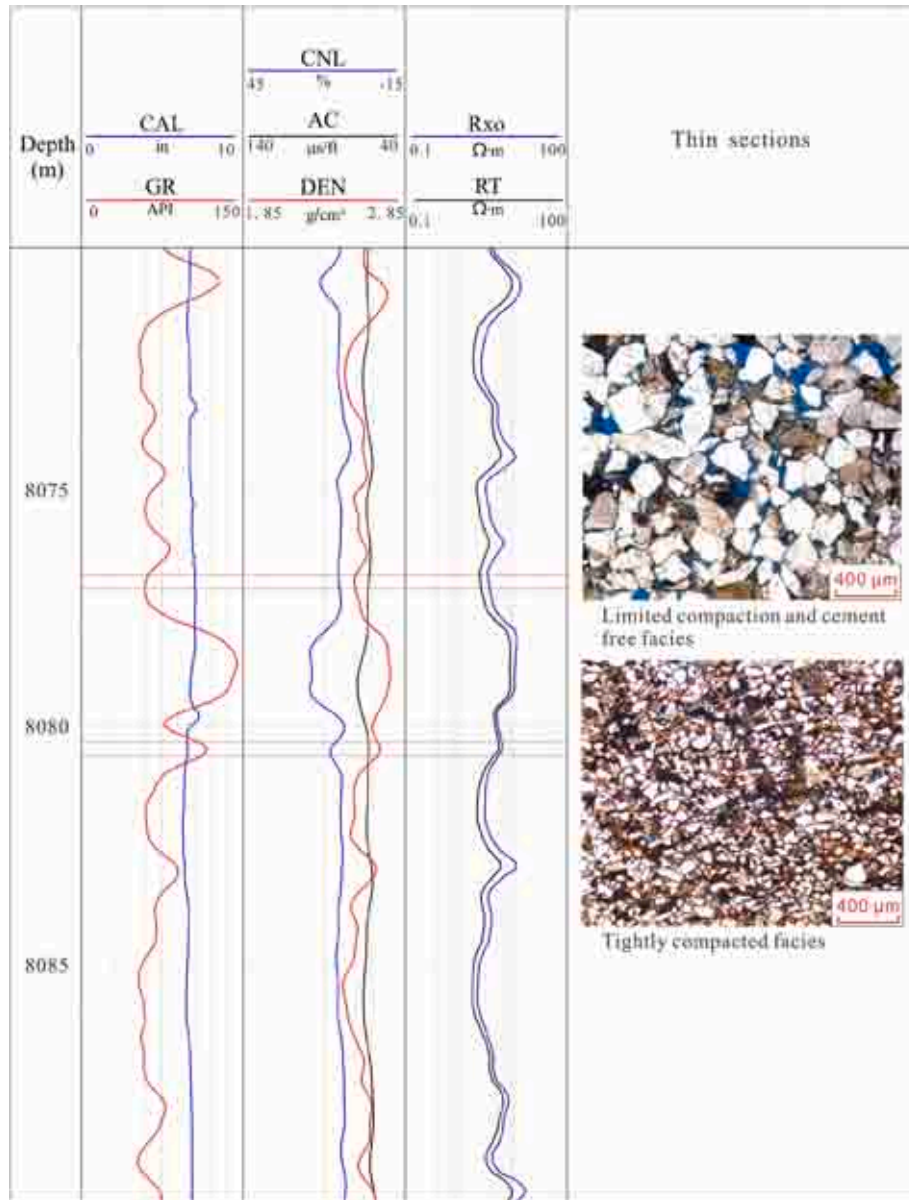 CNL
45 % -15
CAL AC Rxo
0 in 10 140 μs/ft 40 0.1 Ω·m 100
Depth
(m)
Thin sections
GR DEN RT
0 API 150 1.85 g/cm³ 2.85 0.1 Ω·m 100
8075
400 μm
Limited compaction and cement
free facies
8080
400 μm
Tightly compacted facies
8085